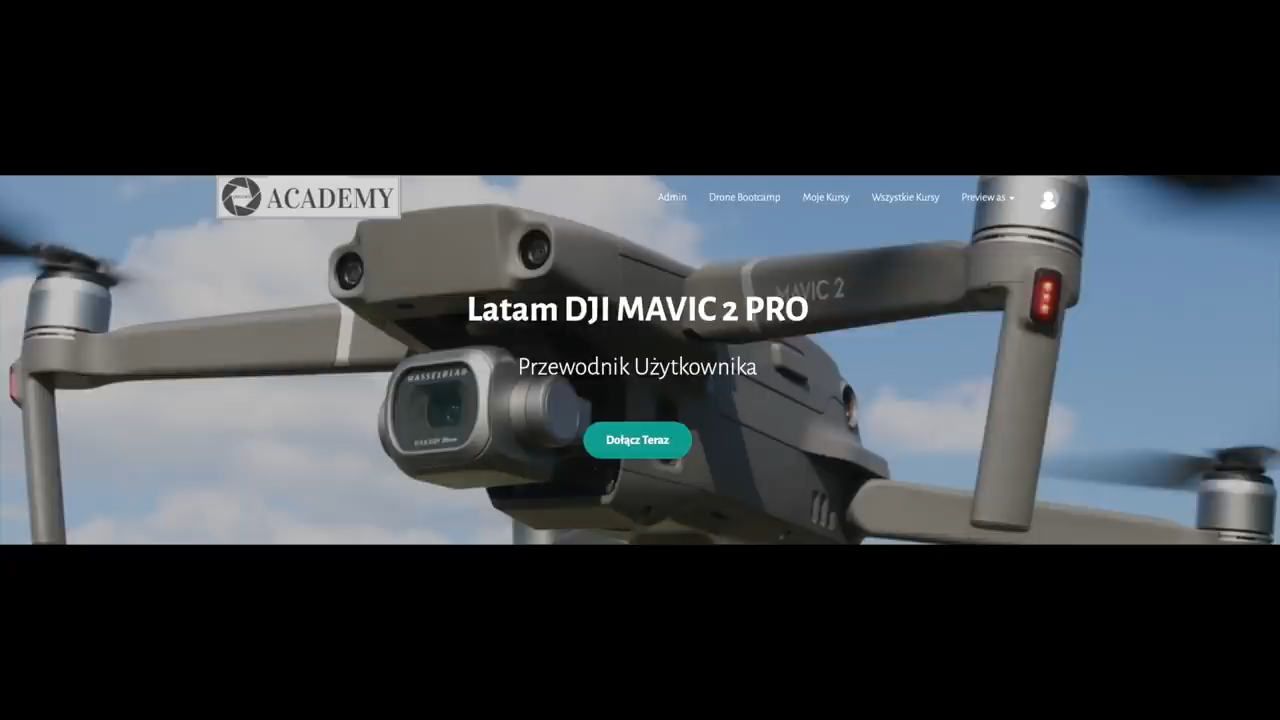 ACADEMY
Admin Drone Bootcamp Moje Kursy Wszystkie Kursy Preview as
MAVIC 2
Latam DJI MAVIC 2 PRO
Przewodnik Użytkownika
HASSELBLAD
Dołącz Teraz